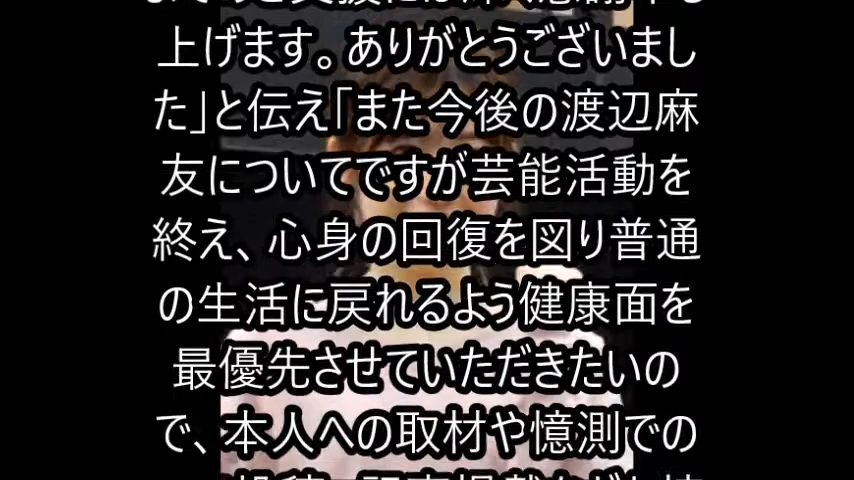 上げます。ありがとうございまし
た」と伝え「また今後の渡辺麻
友についてですが芸能活動を
終え、心身の回復を図り普通
の生活に戻れるよう健康面を
最優先させていただきたいの
で、本人への取材や憶測での